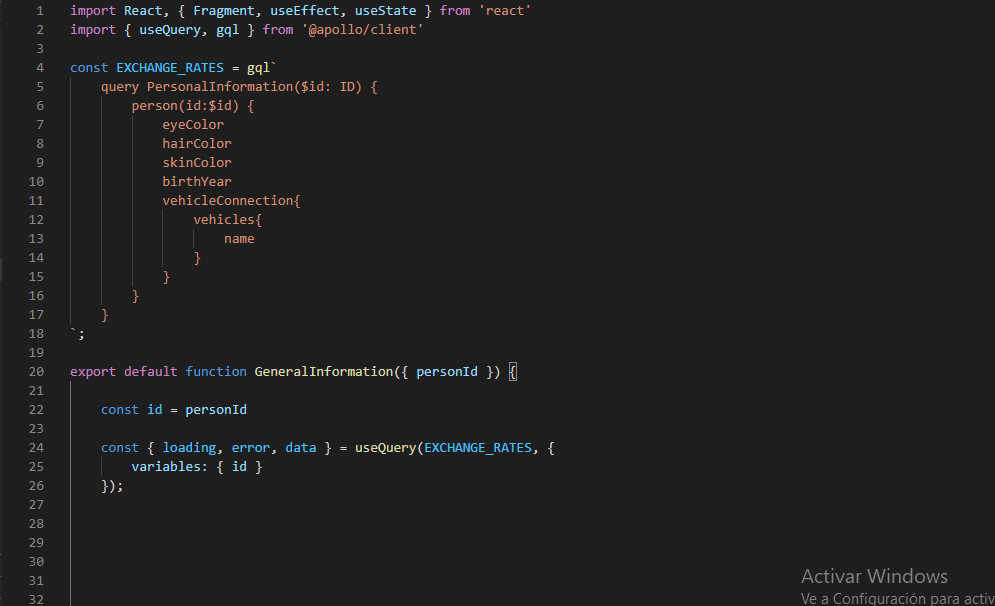 1 import React, { Fragment, useEffect, useState } from 'react'
2 import { useQuery, gql } from '@apollo/client'
3
4 const EXCHANGE_RATES = gql`
5     query PersonalInformation($id: ID) {
6         person(id:$id) {
7             eyeColor
8             hairColor
9             skinColor
10             birthYear
11             vehicleConnection{
12                 vehicles{
13                     name
14                 }
15             }
16         }
17     }
18 `;
19
20 export default function GeneralInformation({ personId }) {
21
22     const id = personId
23
24     const { loading, error, data } = useQuery(EXCHANGE_RATES, {
25         variables: { id }
26     });
27
28
29
30
31
32
Activar Windows
Ve a Configuración para activ